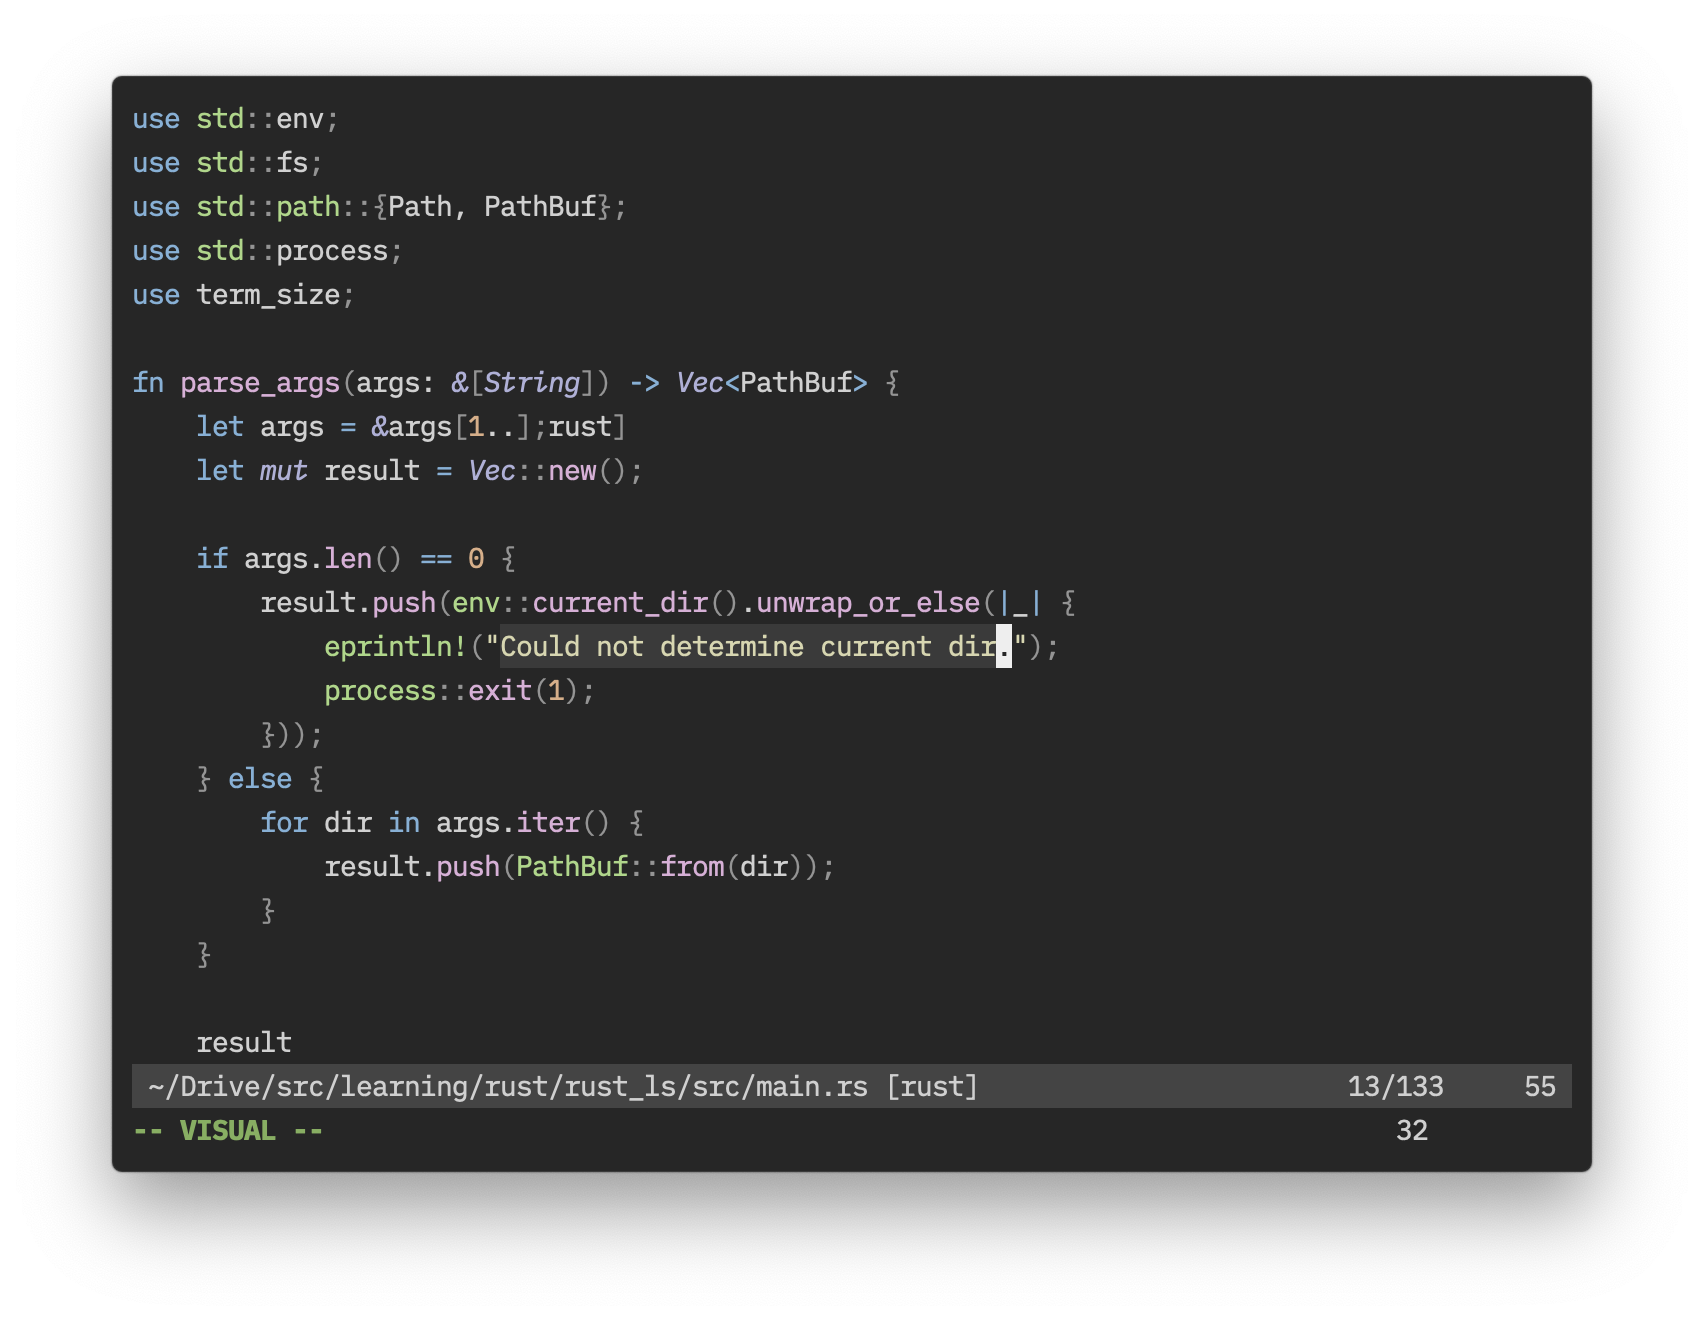 use std::env;
use std::fs;
use std::path::{Path, PathBuf};
use std::process;
use term_size;

fn parse_args(args: &[String]) -> Vec<PathBuf> {
    let args = &args[1..];rust]
    let mut result = Vec::new();

    if args.len() == 0 {
        result.push(env::current_dir().unwrap_or_else(|_| {
            eprintln!("Could not determine current dir.");
            process::exit(1);
        }));
    } else {
        for dir in args.iter() {
            result.push(PathBuf::from(dir));
        }
    }

    result
~/Drive/src/learning/rust/rust_ls/src/main.rs [rust] 13/133 55
-- VISUAL -- 32